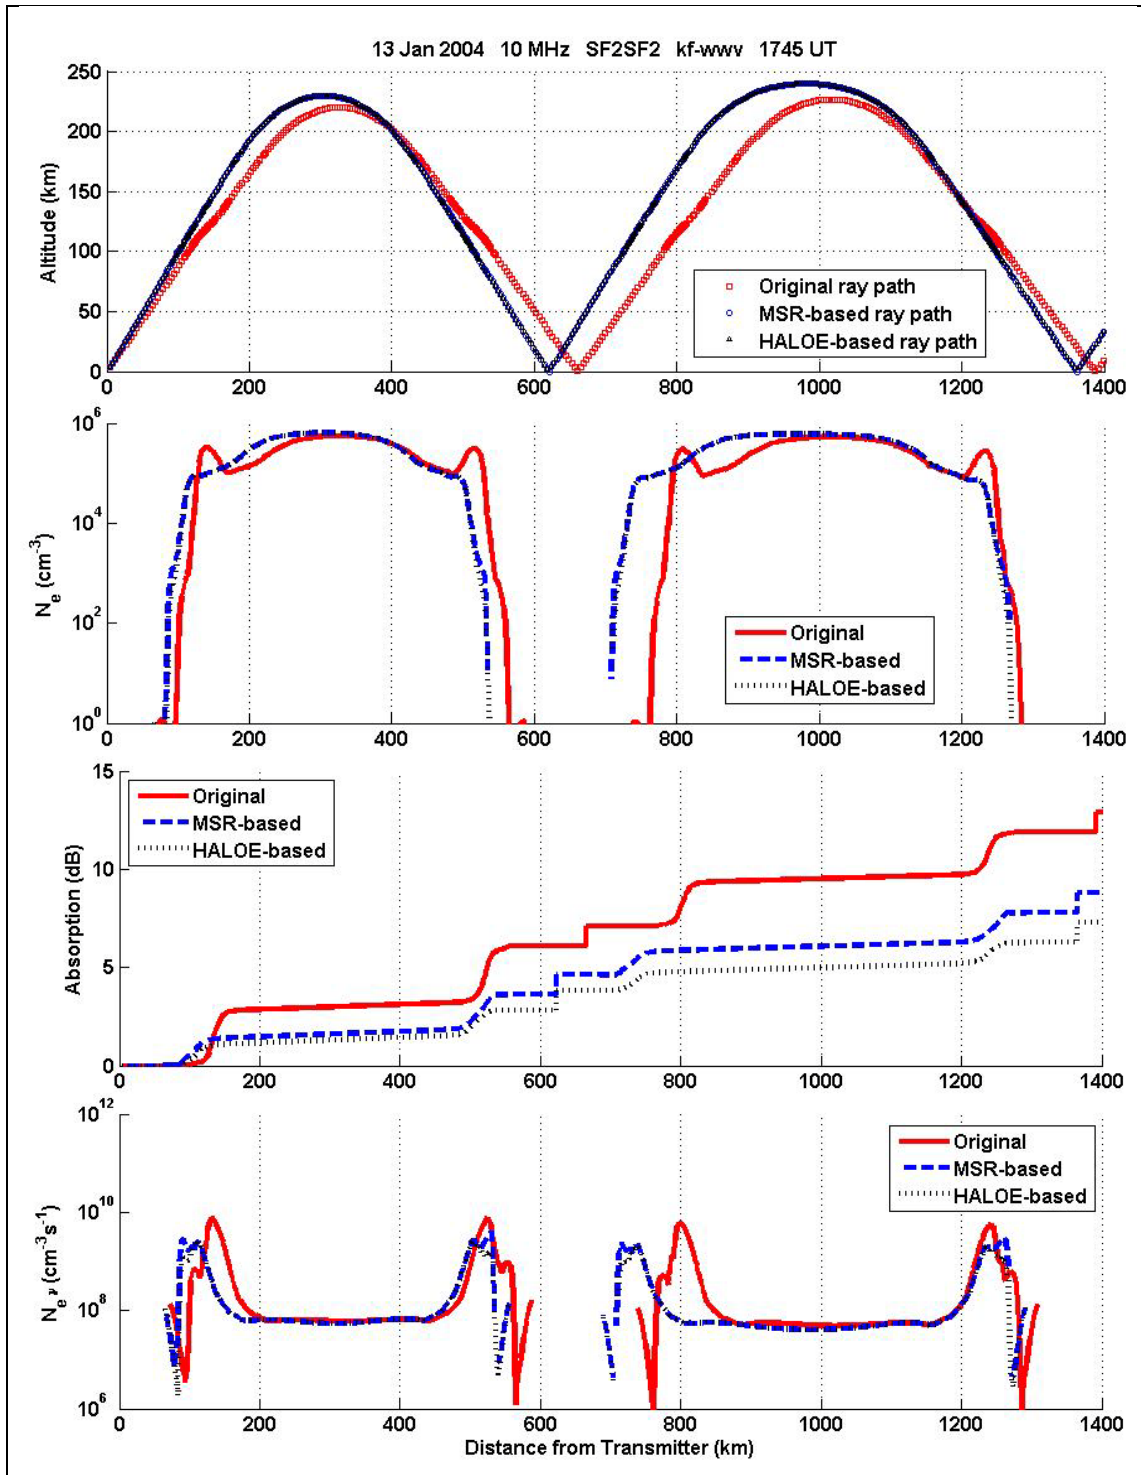 13 Jan 2004 10 MHz SF2SF2 kf-wwv 1745 UT
250
200
150
100
50
0
Altitude (km)
Original ray path
MSR-based ray path
HALOE-based ray path
0 200 400 600 800 1000 1200 1400
10^6
10^4
10^2
10^0
N_e (cm^-3)
Original
MSR-based
HALOE-based
0 200 400 600 800 1000 1200 1400
15
10
5
0
Absorption (dB)
Original
MSR-based
HALOE-based
0 200 400 600 800 1000 1200 1400
10^12
10^10
10^8
10^6
N_e ν (cm^-3 s^-1)
Original
MSR-based
HALOE-based
0 200 400 600 800 1000 1200 1400
Distance from Transmitter (km)